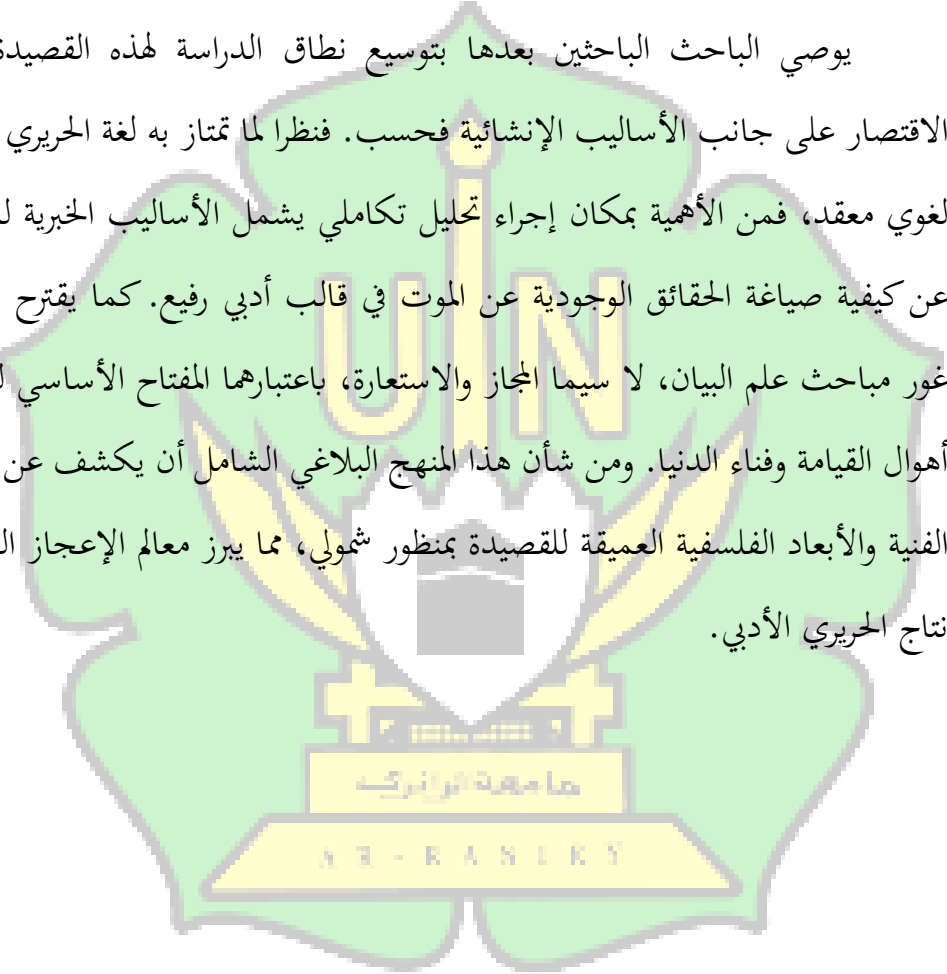 يوصي الباحث الباحثين بعدها بتوسيع نطاق الدراسة لهذه القصيدة
الاقتصار على جانب الأساليب الإنشائية فحسب. فنظرا لما تمتاز به لغة الحريري
لغوي معقد، فمن الأهمية بمكان إجراء تحليل تكاملي يشمل الأساليب الخبرية
عن كيفية صياغة الحقائق الوجودية عن الموت في قالب أدبي رفيع. كما يقترح
غور مباحث علم البيان، لا سيما المجاز والاستعارة، باعتبارهما المفتاح الأساسي
أهوال القيامة وفناء الدنيا. ومن شأن هذا المنهج البلاغي الشامل أن يكشف عن
الفنية والأبعاد الفلسفية العميقة للقصيدة بمنظور شمولي، مما يبرز معالم الإعجاز
نتاج الحريري الأدبي.
UIN
جامعة الرانري
AR-RANIRY